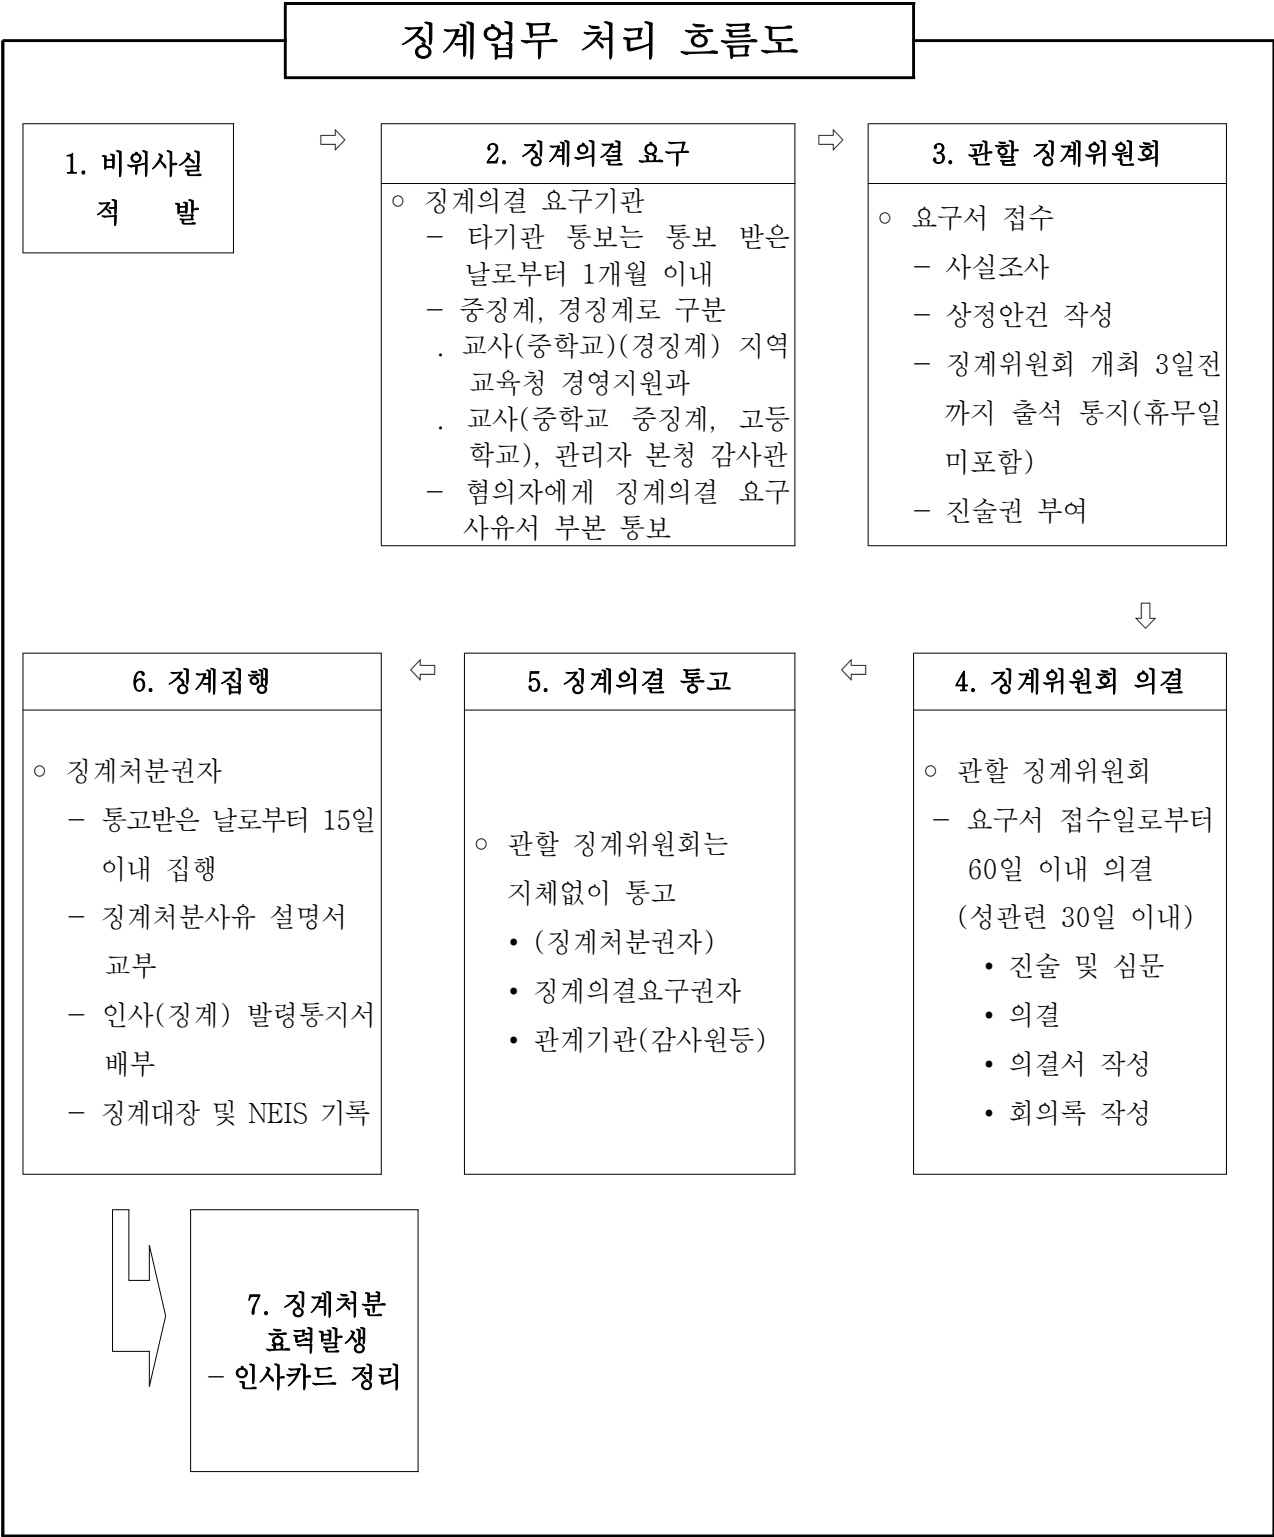 징계업무 처리 흐름도
1. 비위사실
적 발
⇨
2. 징계의결 요구
○ 징계의결 요구기관
－ 타기관 통보는 통보 받은
날로부터 1개월 이내
－ 중징계, 경징계로 구분
. 교사(중학교)(경징계) 지역
교육청 경영지원과
. 교사(중학교 중징계, 고등
학교), 관리자 본청 감사관
－ 혐의자에게 징계의결 요구
사유서 부본 통보
⇨
3. 관할 징계위원회
○ 요구서 접수
－ 사실조사
－ 상정안건 작성
－ 징계위원회 개최 3일전
까지 출석 통지(휴무일
미포함)
－ 진술권 부여
⇩
4. 징계위원회 의결
○ 관할 징계위원회
－ 요구서 접수일로부터
60일 이내 의결
(성관련 30일 이내)
• 진술 및 심문
• 의결
• 의결서 작성
• 회의록 작성
⇦
5. 징계의결 통고
○ 관할 징계위원회는
지체없이 통고
• (징계처분권자)
• 징계의결요구권자
• 관계기관(감사원등)
⇦
6. 징계집행
○ 징계처분권자
－ 통고받은 날로부터 15일
이내 집행
－ 징계처분사유 설명서
교부
－ 인사(징계) 발령통지서
배부
－ 징계대장 및 NEIS 기록
7. 징계처분
효력발생
－ 인사카드 정리